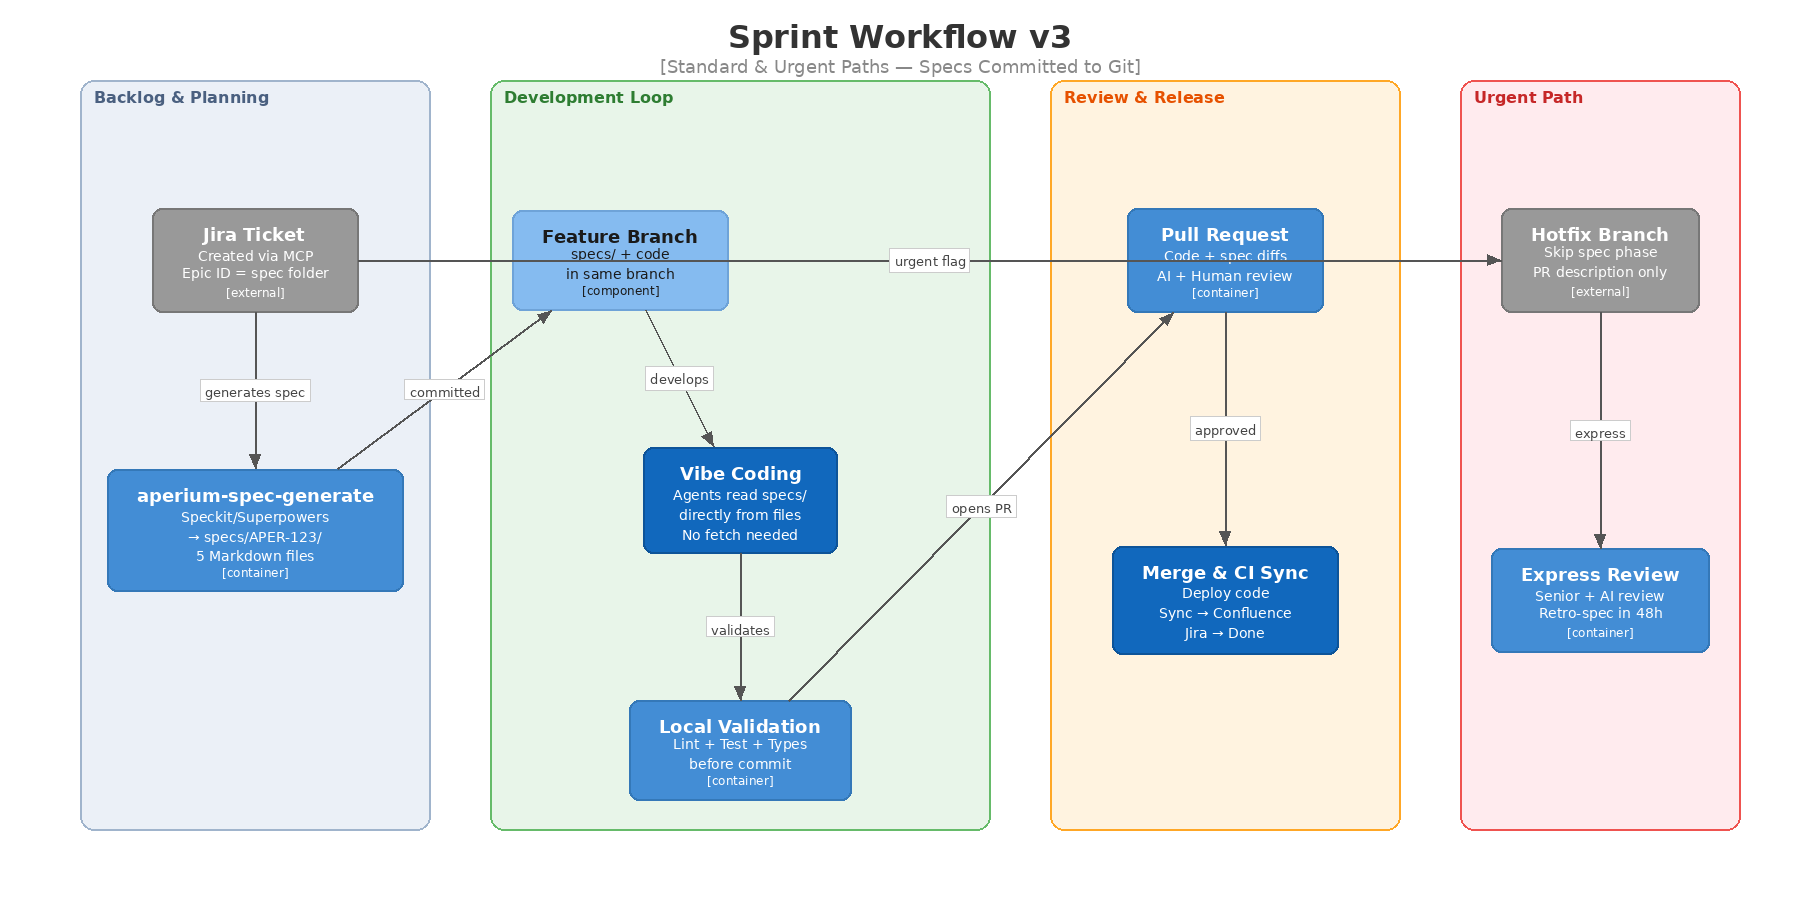 Sprint Workflow v3
[Standard & Urgent Paths — Specs Committed to Git]
Backlog & Planning
Jira Ticket
Created via MCP
Epic ID = spec folder
[external]
generates spec
aperium-spec-generate
Speckit/Superpowers
→ specs/APER-123/
5 Markdown files
[container]
committed
Development Loop
Feature Branch
specs/ + code
in same branch
[component]
develops
Vibe Coding
Agents read specs/
directly from files
No fetch needed
validates
Local Validation
Lint + Test + Types
before commit
[container]
urgent flag
opens PR
Review & Release
Pull Request
Code + spec diffs
AI + Human review
[container]
approved
Merge & CI Sync
Deploy code
Sync → Confluence
Jira → Done
Urgent Path
Hotfix Branch
Skip spec phase
PR description only
[external]
express
Express Review
Senior + AI review
Retro-spec in 48h
[container]